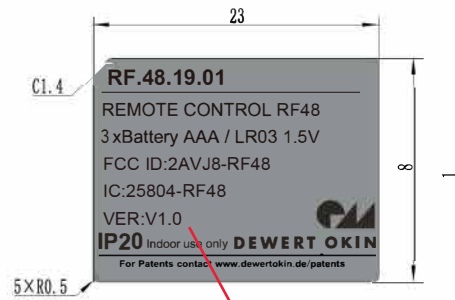 23
C1.4
RF.48.19.01
REMOTE CONTROL RF48
3xBattery AAA / LR03 1.5V
FCC ID:2AVJ8-RF48
IC:25804-RF48
VER:V1.0
IP20 Indoor use only DEWERT OKIN
For Patents contact www.dewertokin.de/patents
8
1
5×R0.5